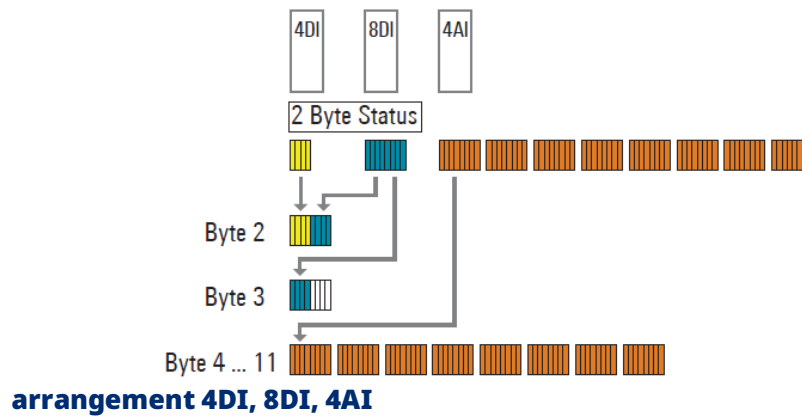 4DI 8DI 4AI
2 Byte Status
Byte 2
Byte 3
Byte 4 ... 11
arrangement 4DI, 8DI, 4AI